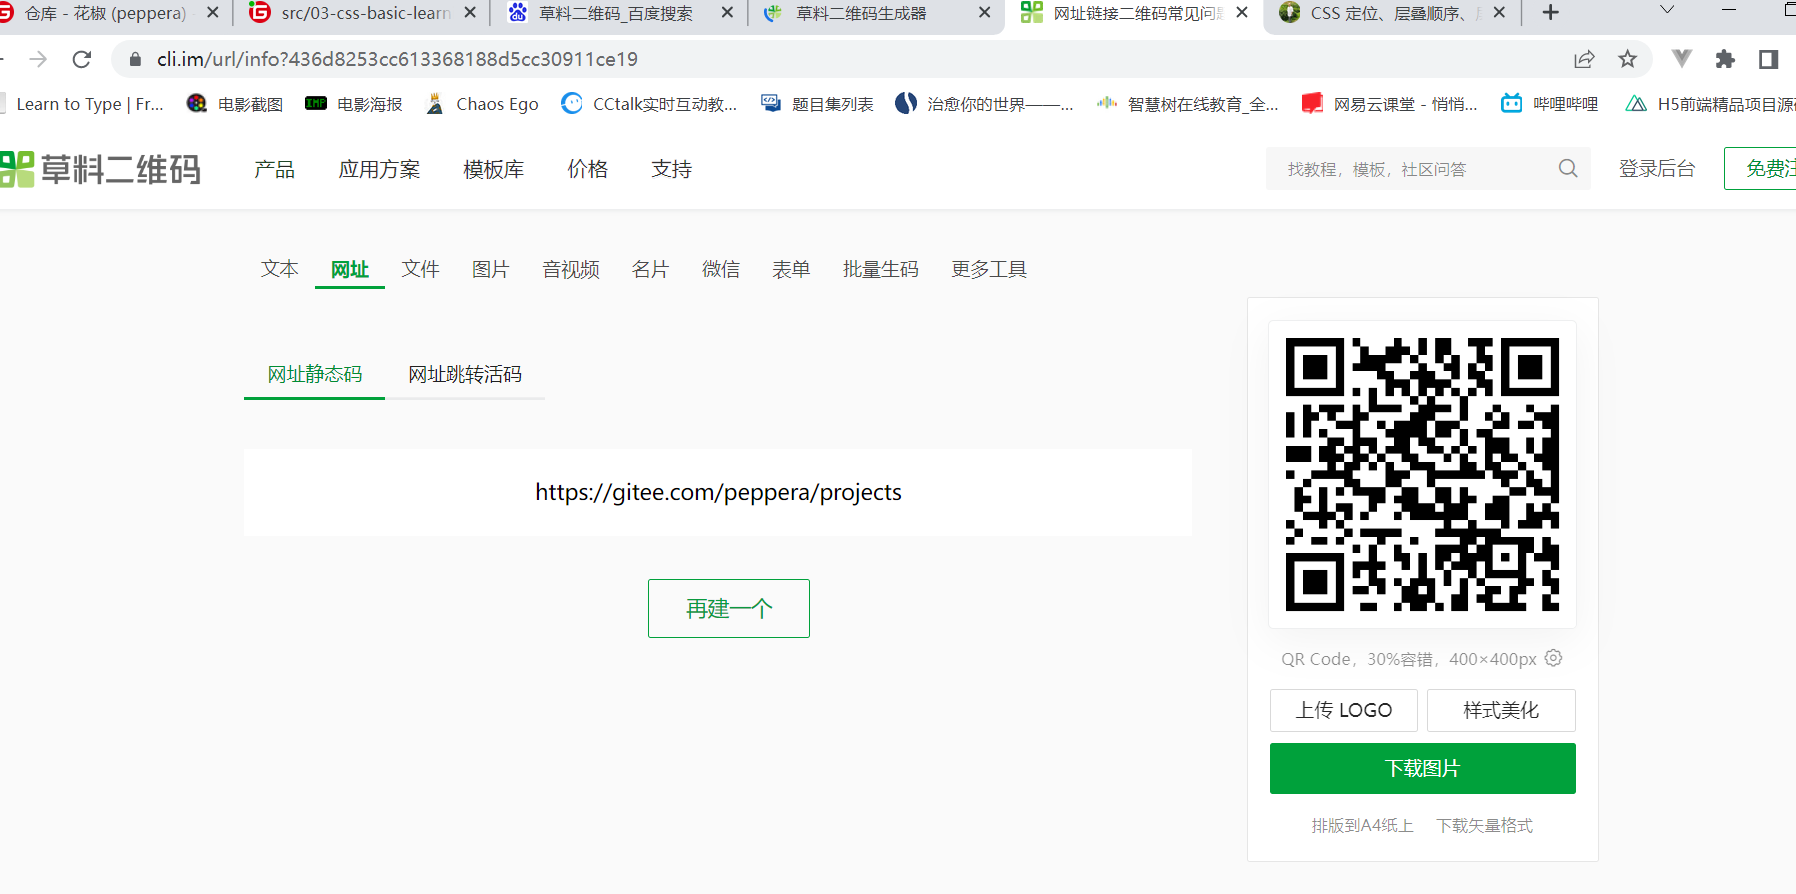 仓库 - 花椒 (peppera)
src/03-css-basic-learn
草料二维码_百度搜索
草料二维码生成器
网址链接二维码常见问题
CSS 定位、层叠顺序、
cli.im/url/info?436d8253cc613368188d5cc30911ce19
Learn to Type | Fr...
电影截图
IMP
电影海报
Chaos Ego
CCtalk实时互动教...
题目集列表
治愈你的世界——...
智慧树在线教育_全...
网易云课堂 - 悄悄...
哔哩哔哩
H5前端精品项目源
草料二维码
产品
应用方案
模板库
价格
支持
找教程，模板，社区问答
登录后台
免费注
文本
网址
文件
图片
音视频
名片
微信
表单
批量生码
更多工具
网址静态码
网址跳转活码
https://gitee.com/peppera/projects
再建一个
QR Code，30%容错，400×400px
上传 LOGO
样式美化
下载图片
排版到A4纸上
下载矢量格式